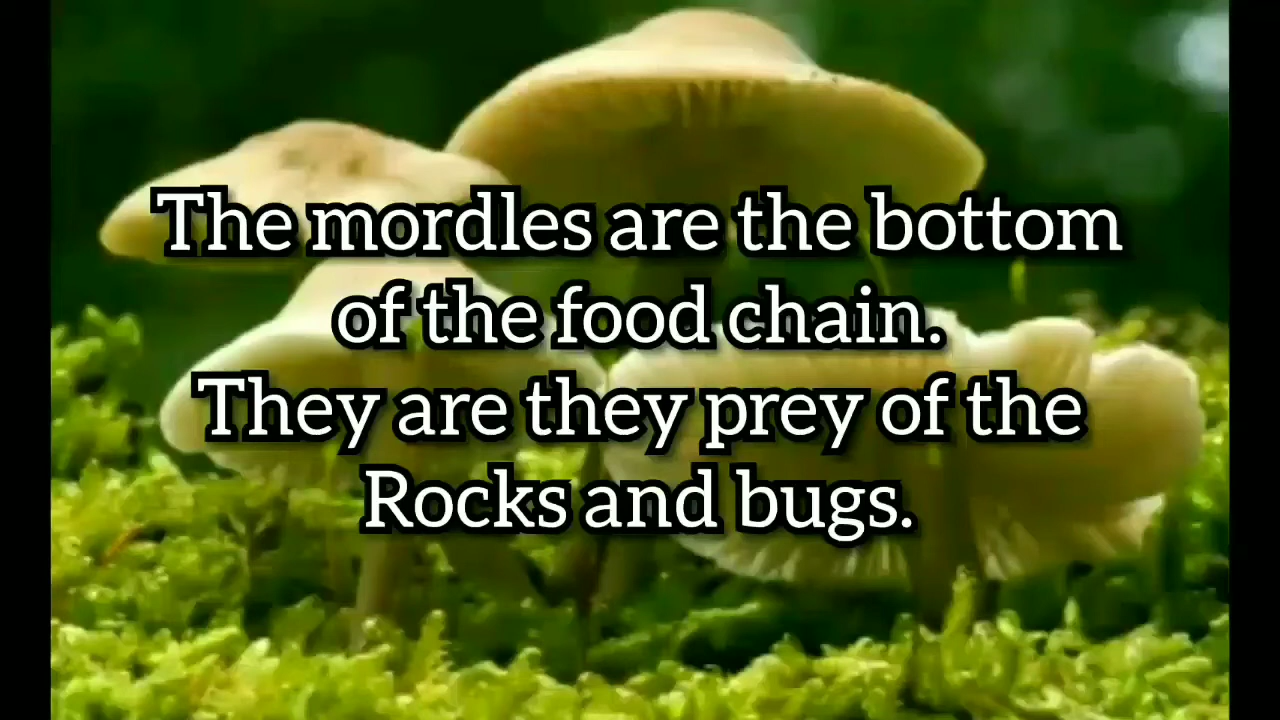 The mordles are the bottom
of the food chain.
They are they prey of the
Rocks and bugs.